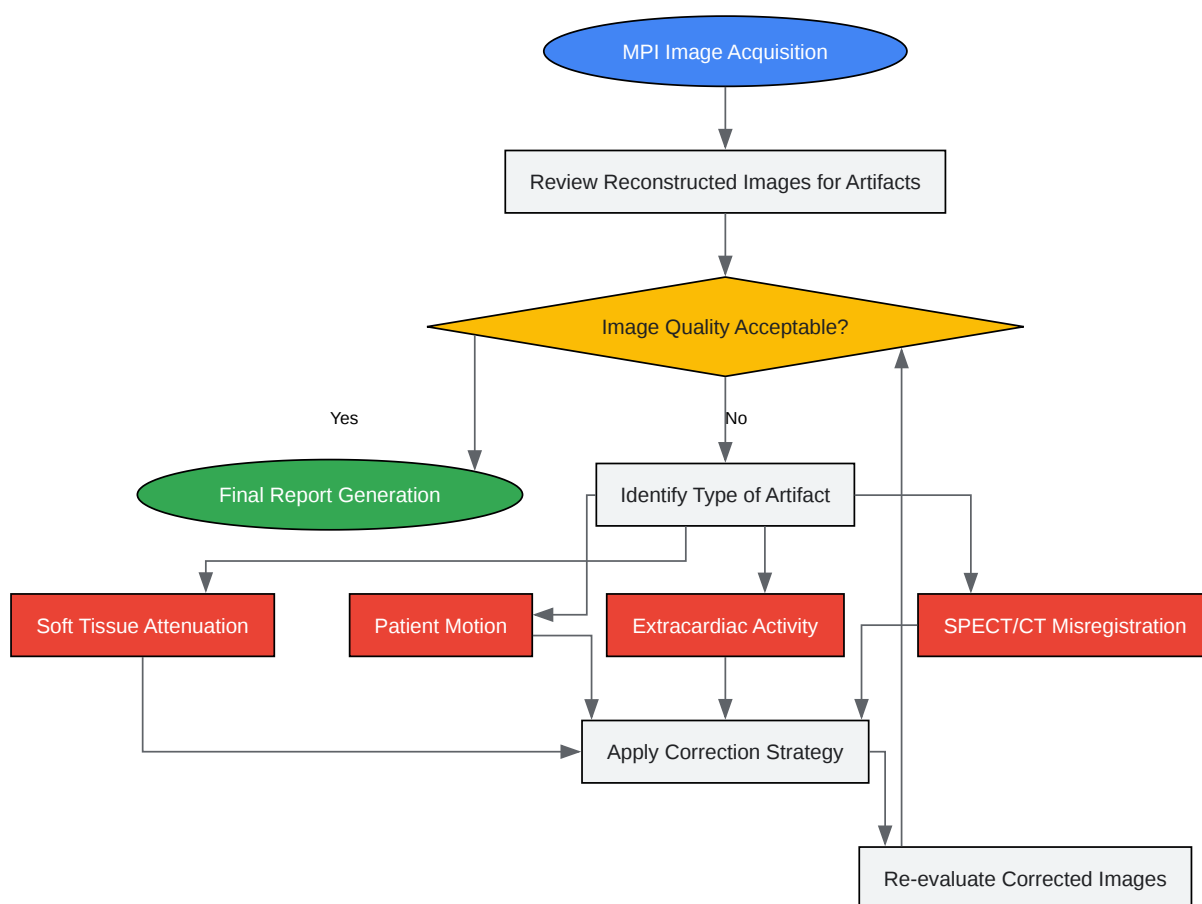 MPI Image Acquisition
Review Reconstructed Images for Artifacts
Image Quality Acceptable?
Yes
No
Final Report Generation
Identify Type of Artifact
Soft Tissue Attenuation
Patient Motion
Extracardiac Activity
SPECT/CT Misregistration
Apply Correction Strategy
Re-evaluate Corrected Images